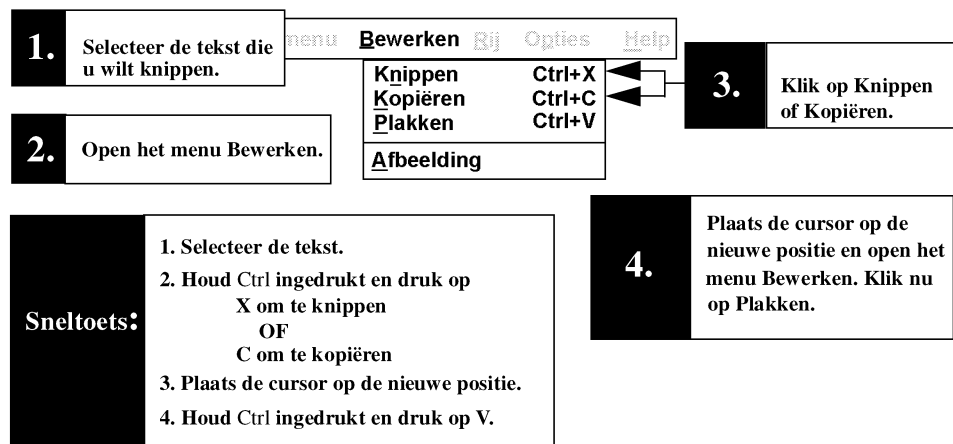 1.
Selecteer de tekst die
u wilt knippen.
menu Bewerken Rij Opties Help
Knippen Ctrl+X
Kopiëren Ctrl+C
Plakken Ctrl+V
Afbeelding
3.
Klik op Knippen
of Kopiëren.
2.
Open het menu Bewerken.
4.
Plaats de cursor op de
nieuwe positie en open het
menu Bewerken. Klik nu
op Plakken.
Sneltoets:
1. Selecteer de tekst.
2. Houd Ctrl ingedrukt en druk op
X om te knippen
OF
C om te kopiëren
3. Plaats de cursor op de nieuwe positie.
4. Houd Ctrl ingedrukt en druk op V.